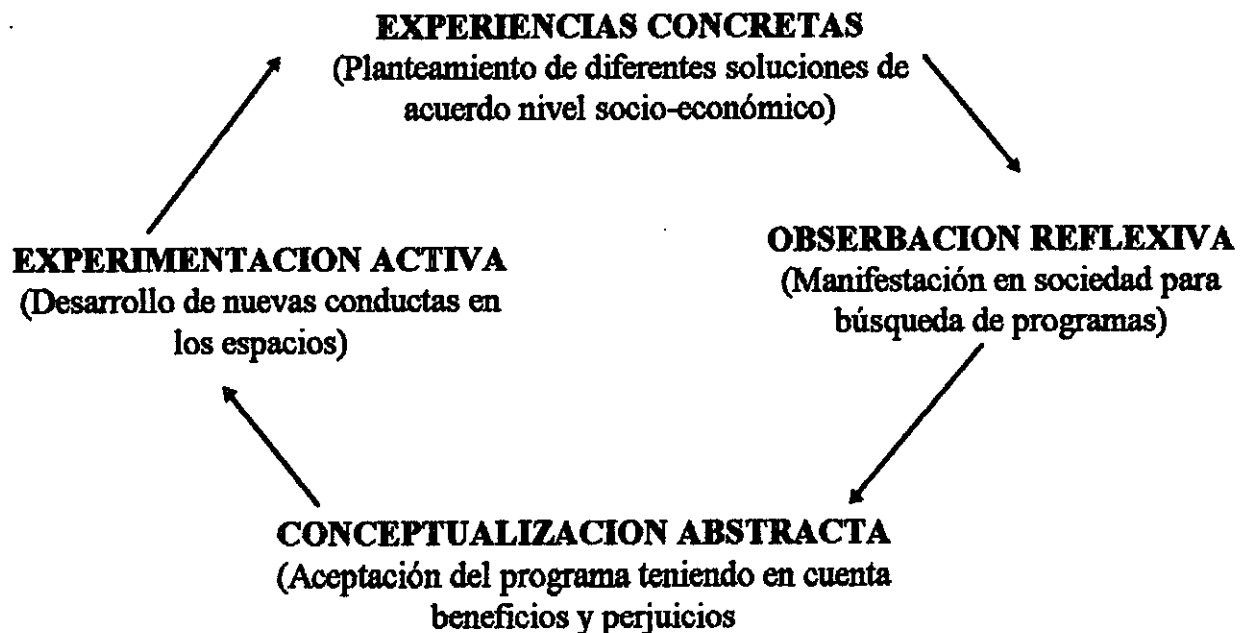 EXPERIENCIAS CONCRETAS
(Planteamiento de diferentes soluciones de
acuerdo nivel socio-económico)
OBSERBACION REFLEXIVA
(Manifestación en sociedad para
búsqueda de programas)
EXPERIMENTACION ACTIVA
(Desarrollo de nuevas conductas en
los espacios)
CONCEPTUALIZACION ABSTRACTA
(Aceptación del programa teniendo en cuenta
beneficios y perjuicios